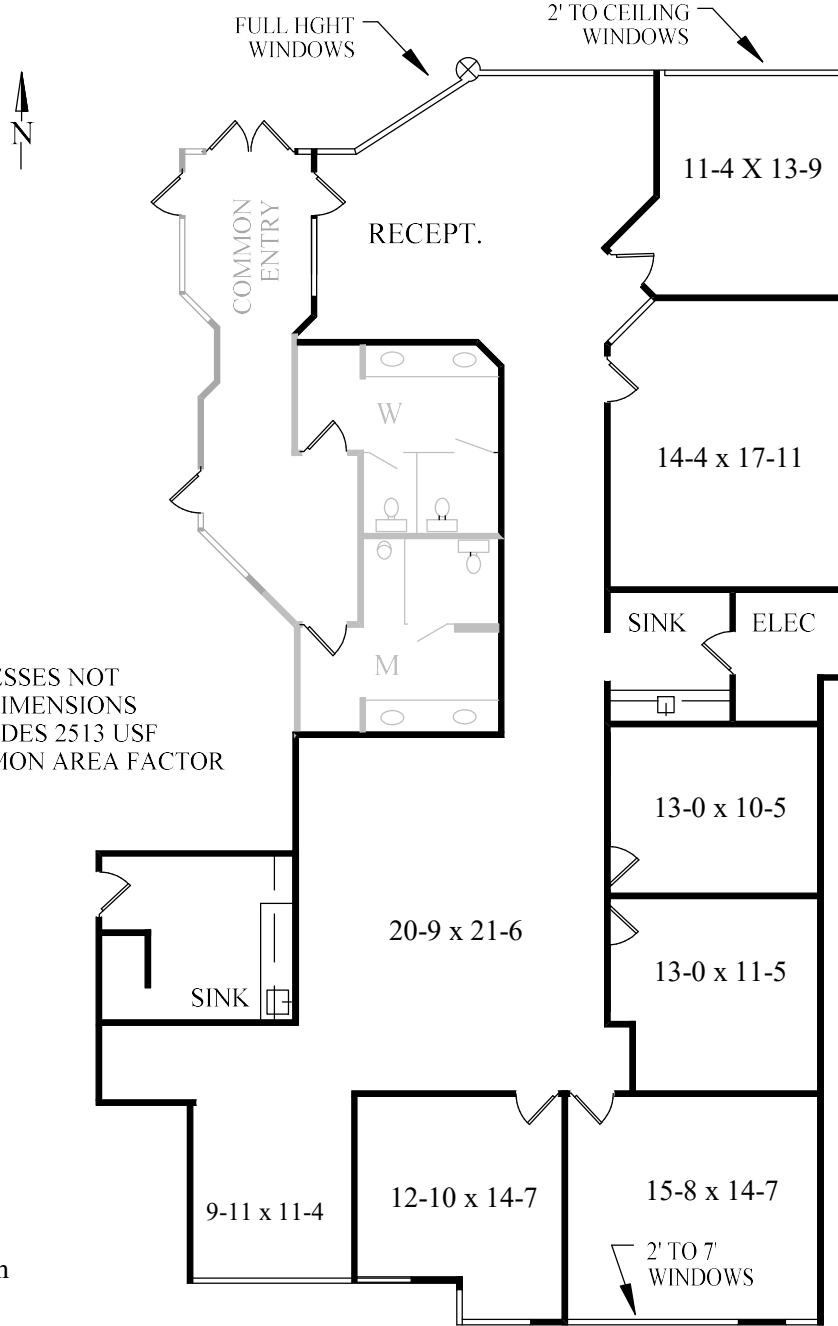 FULL HGHT
WINDOWS
2' TO CEILING
WINDOWS
N
11-4 X 13-9
COMMON
ENTRY
RECEPT.
W
14-4 x 17-11
SINK
ELEC
M
ESSES NOT
IMENSIONS
DES 2513 USF
MON AREA FACTOR
13-0 x 10-5
20-9 x 21-6
13-0 x 11-5
SINK
9-11 x 11-4
12-10 x 14-7
15-8 x 14-7
2' TO 7'
WINDOWS
n